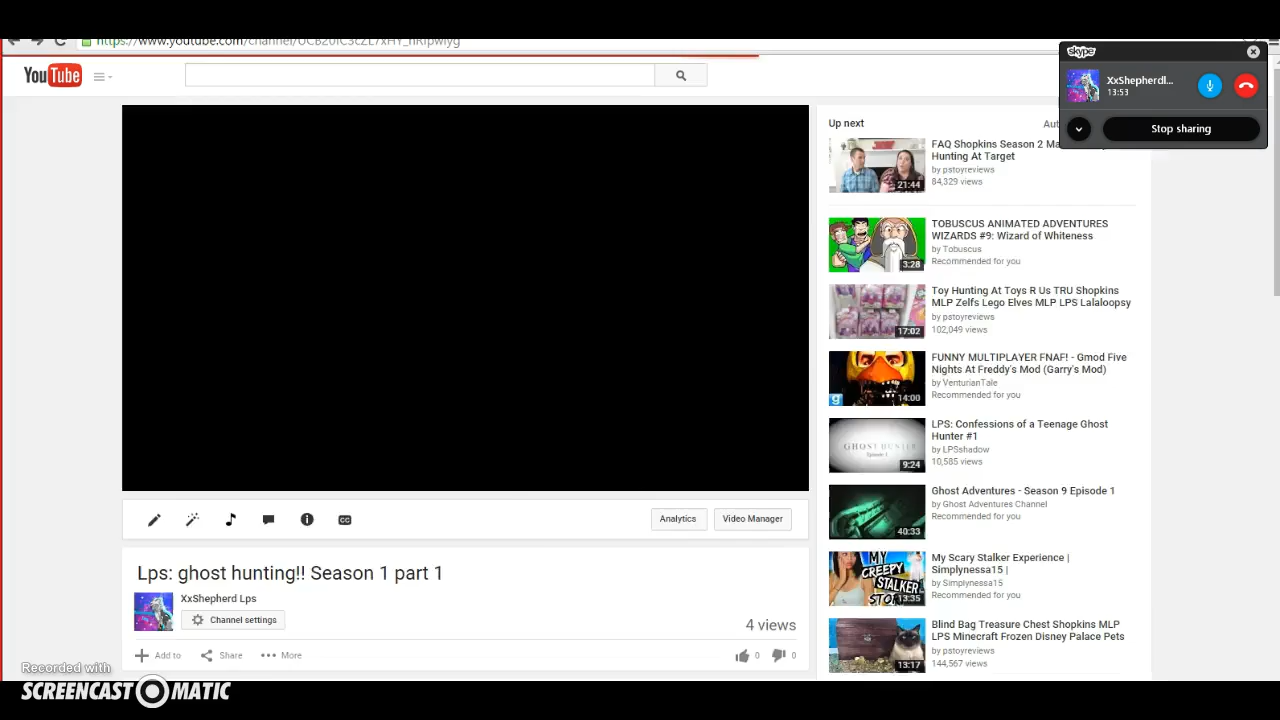 YouTube
skype
XxShepherdl...
13:53
Stop sharing
Up next
FAQ Shopkins Season 2
Hunting At Target
by pstoyreviews
84,329 views
21:44
TOBUSCUS ANIMATED ADVENTURES
WIZARDS #9: Wizard of Whiteness
by Tobuscus
Recommended for you
3:28
Toy Hunting At Toys R Us TRU Shopkins
MLP Zelfs Lego Elves MLP LPS Lalaloopsy
by pstoyreviews
102,049 views
17:02
FUNNY MULTIPLAYER FNAF! - Gmod Five
Nights At Freddy's Mod (Garry's Mod)
by VenturianTale
Recommended for you
14:00
LPS: Confessions of a Teenage Ghost
Hunter #1
by LPSshadow
10,585 views
GHOST HUNTER
Episode 1
9:24
Ghost Adventures - Season 9 Episode 1
by Ghost Adventures Channel
Recommended for you
40:33
My Scary Stalker Experience |
Simplynessa15 |
by Simplynessa15
Recommended for you
MY
CREEPY
STALKER
13:35
Blind Bag Treasure Chest Shopkins MLP
LPS Minecraft Frozen Disney Palace Pets
by pstoyreviews
144,567 views
13:17
CC
Analytics
Video Manager
Lps: ghost hunting!! Season 1 part 1
XxShepherd Lps
Channel settings
4 views
Add to
Share
More
0
0
Recorded with
SCREENCAST MATIC